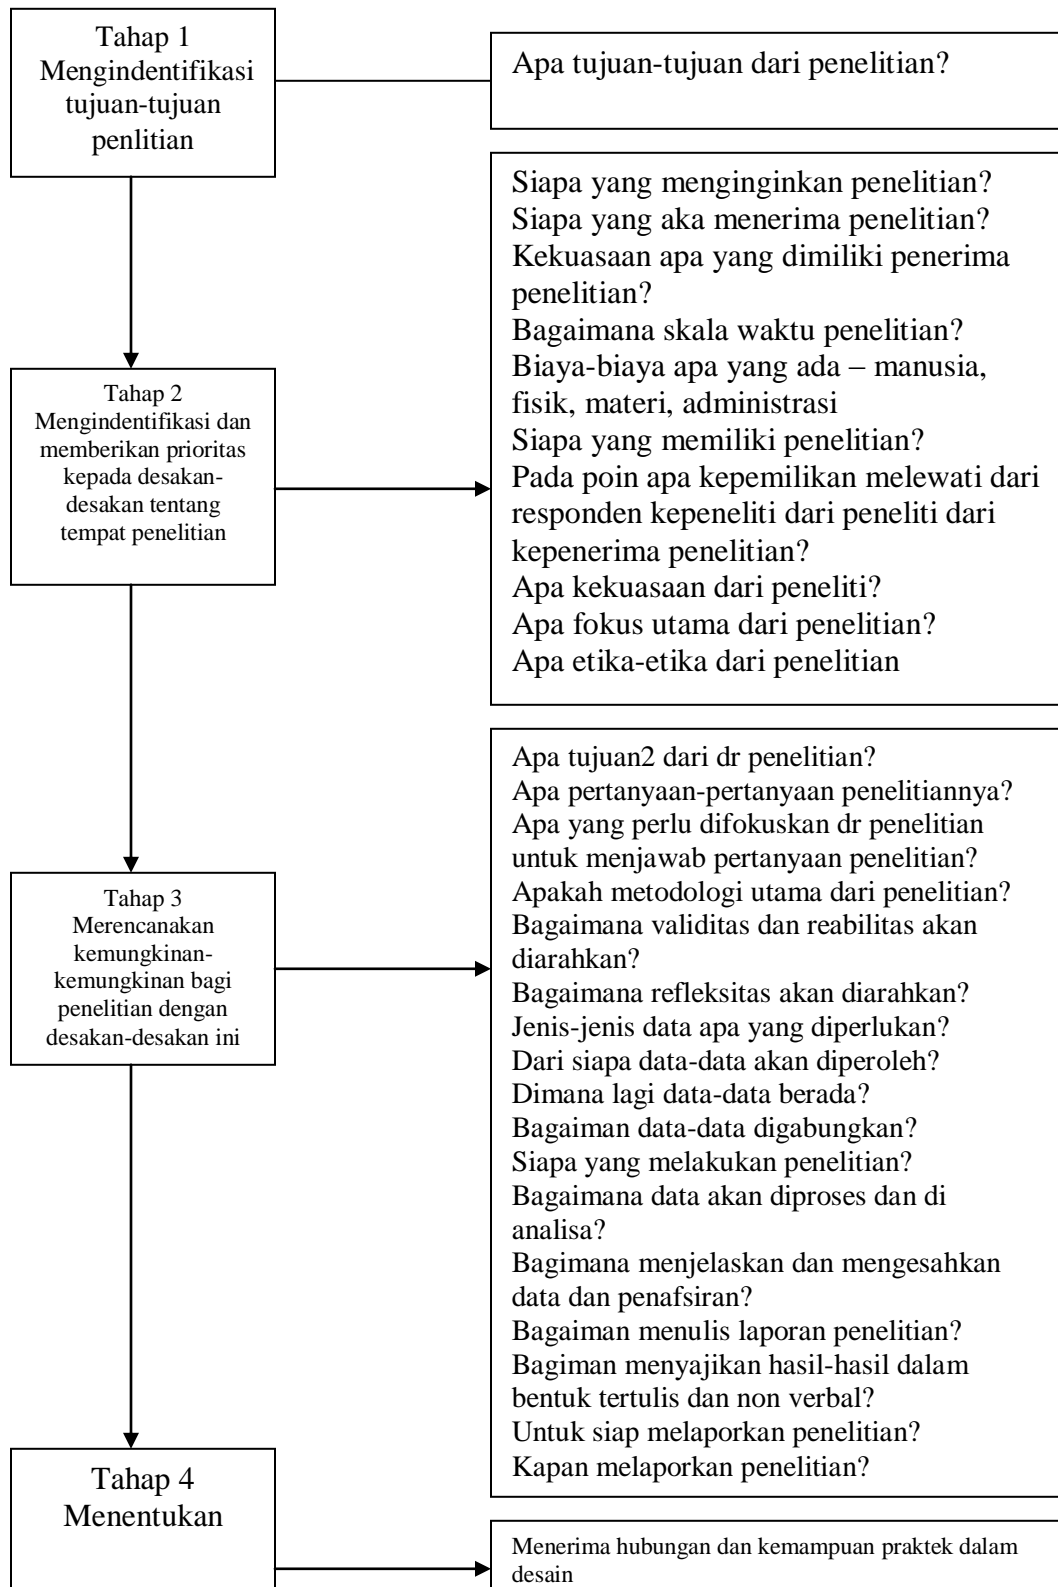 Tahap 1
Mengindentifikasi
tujuan-tujuan
penlitian
Apa tujuan-tujuan dari penelitian?
Tahap 2
Mengindentifikasi dan
memberikan prioritas
kepada desakan-
desakan tentang
tempat penelitian
Siapa yang menginginkan penelitian?
Siapa yang aka menerima penelitian?
Kekuasaan apa yang dimiliki penerima
penelitian?
Bagaimana skala waktu penelitian?
Biaya-biaya apa yang ada – manusia,
fisik, materi, administrasi
Siapa yang memiliki penelitian?
Pada poin apa kepemilikan melewati dari
responden kepeneliti dari peneliti dari
kepenerima penelitian?
Apa kekuasaan dari peneliti?
Apa fokus utama dari penelitian?
Apa etika-etika dari penelitian
Tahap 3
Merencanakan
kemungkinan-
kemungkinan bagi
penelitian dengan
desakan-desakan ini
Apa tujuan2 dari dr penelitian?
Apa pertanyaan-pertanyaan penelitiannya?
Apa yang perlu difokuskan dr penelitian
untuk menjawab pertanyaan penelitian?
Apakah metodologi utama dari penelitian?
Bagaimana validitas dan reabilitas akan
diarahkan?
Bagaimana refleksitas akan diarahkan?
Jenis-jenis data apa yang diperlukan?
Dari siapa data-data akan diperoleh?
Dimana lagi data-data berada?
Bagaiman data-data digabungkan?
Siapa yang melakukan penelitian?
Bagaimana data akan diproses dan di
analisa?
Bagimana menjelaskan dan mengesahkan
data dan penafsiran?
Bagaiman menulis laporan penelitian?
Bagiman menyajikan hasil-hasil dalam
bentuk tertulis dan non verbal?
Untuk siap melaporkan penelitian?
Kapan melaporkan penelitian?
Tahap 4
Menentukan
Menerima hubungan dan kemampuan praktek dalam
desain